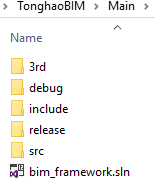 TonghaoBIM > Main >
Name
3rd
debug
include
release
src
bim_framework.sln